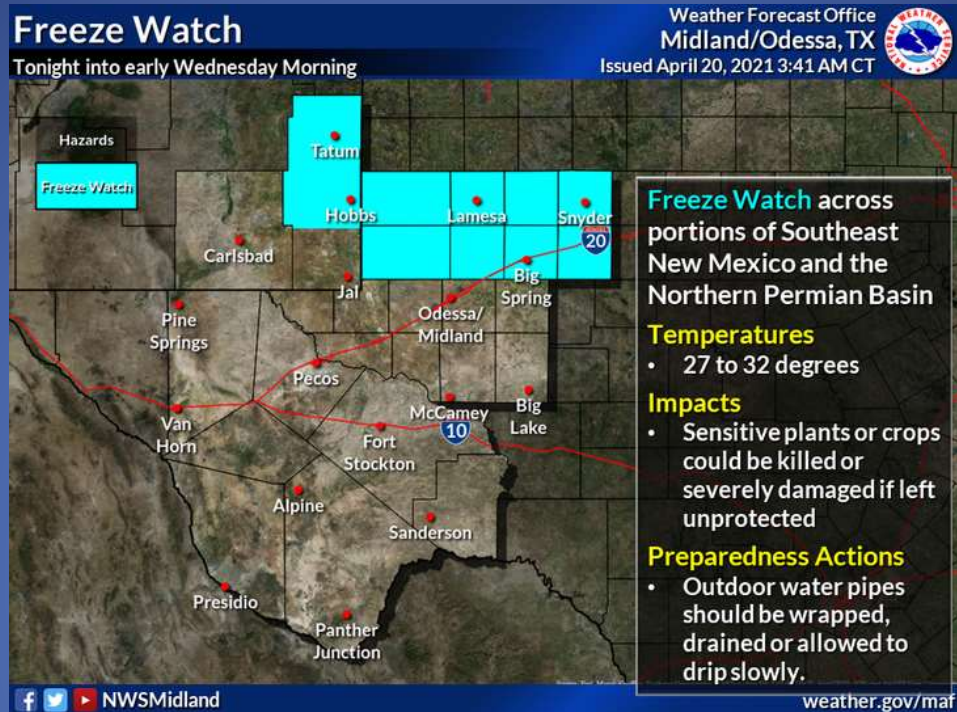 Freeze Watch
Tonight into early Wednesday Morning
Weather Forecast Office
Midland/Odessa, TX
Issued April 20, 2021 3:41 AM CT
NATIONAL WEATHER SERVICE
Hazards
Freeze Watch
Tatum
Hobbs
Lamesa
Snyder
20
Carlsbad
Jal
Big
Spring
Odessa/
Midland
Pine
Springs
Pecos
Van
Horn
McCamey
10
Big
Lake
Fort
Stockton
Alpine
Sanderson
Presidio
Panther
Junction
Freeze Watch across
portions of Southeast
New Mexico and the
Northern Permian Basin
Temperatures
• 27 to 32 degrees
Impacts
• Sensitive plants or crops
could be killed or
severely damaged if left
unprotected
Preparedness Actions
• Outdoor water pipes
should be wrapped,
drained or allowed to
drip slowly.
NWSMidland
weather.gov/maf